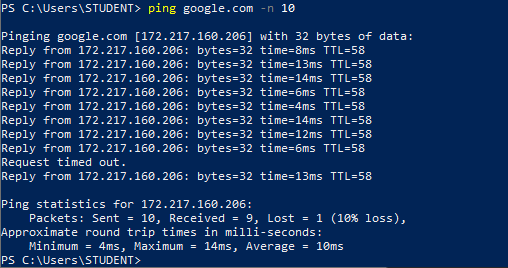 PS C:\Users\STUDENT> ping google.com -n 10
Pinging google.com [172.217.160.206] with 32 bytes of data:
Reply from 172.217.160.206: bytes=32 time=8ms TTL=58
Reply from 172.217.160.206: bytes=32 time=13ms TTL=58
Reply from 172.217.160.206: bytes=32 time=14ms TTL=58
Reply from 172.217.160.206: bytes=32 time=6ms TTL=58
Reply from 172.217.160.206: bytes=32 time=4ms TTL=58
Reply from 172.217.160.206: bytes=32 time=14ms TTL=58
Reply from 172.217.160.206: bytes=32 time=12ms TTL=58
Reply from 172.217.160.206: bytes=32 time=6ms TTL=58
Request timed out.
Reply from 172.217.160.206: bytes=32 time=13ms TTL=58
Ping statistics for 172.217.160.206:
    Packets: Sent = 10, Received = 9, Lost = 1 (10% loss),
Approximate round trip times in milli-seconds:
    Minimum = 4ms, Maximum = 14ms, Average = 10ms
PS C:\Users\STUDENT>